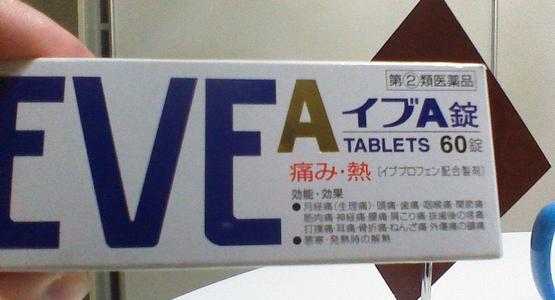 EVE A
第②類医薬品
イブA錠
TABLETS 60錠
痛み・熱 (イブプロフェン配合製剤)
効能・効果
●月経痛(生理痛)・頭痛・歯痛・咽喉痛・関節痛
筋肉痛・神経痛・腰痛・肩こり痛・抜歯後の疼痛
打撲痛・耳痛・骨折痛・ねんざ痛・外傷痛の鎮痛
●悪寒・発熱時の解熱